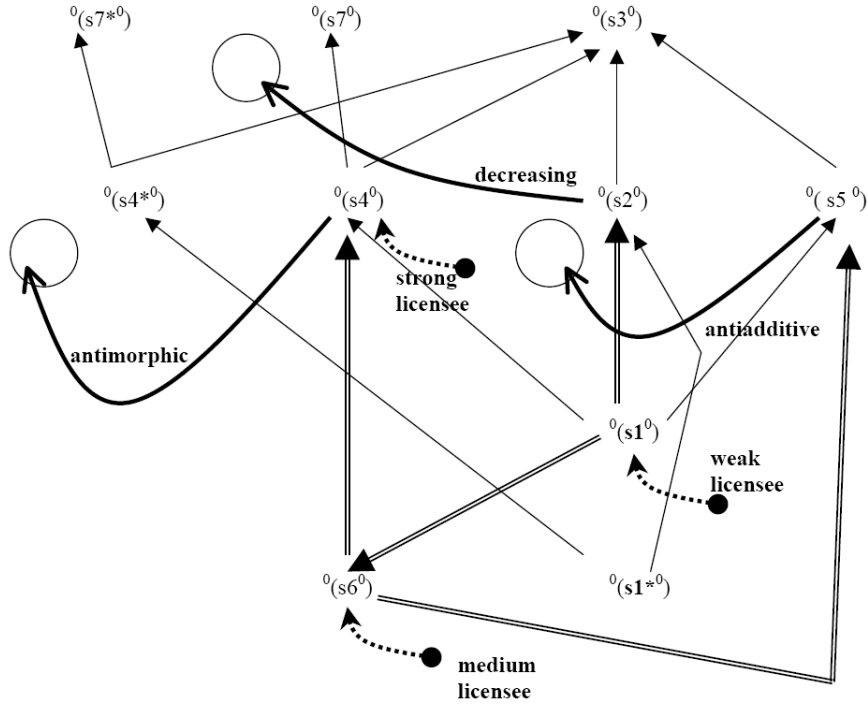 ⁰(s7*⁰)
⁰(s7⁰)
⁰(s3⁰)
decreasing
⁰(s4*⁰)
⁰(s4⁰)
⁰(s2⁰)
⁰(s5 ⁰)
strong
licensee
antiadditive
antimorphic
⁰(s1⁰)
weak
licensee
⁰(s6⁰)
⁰(s1*⁰)
medium
licensee